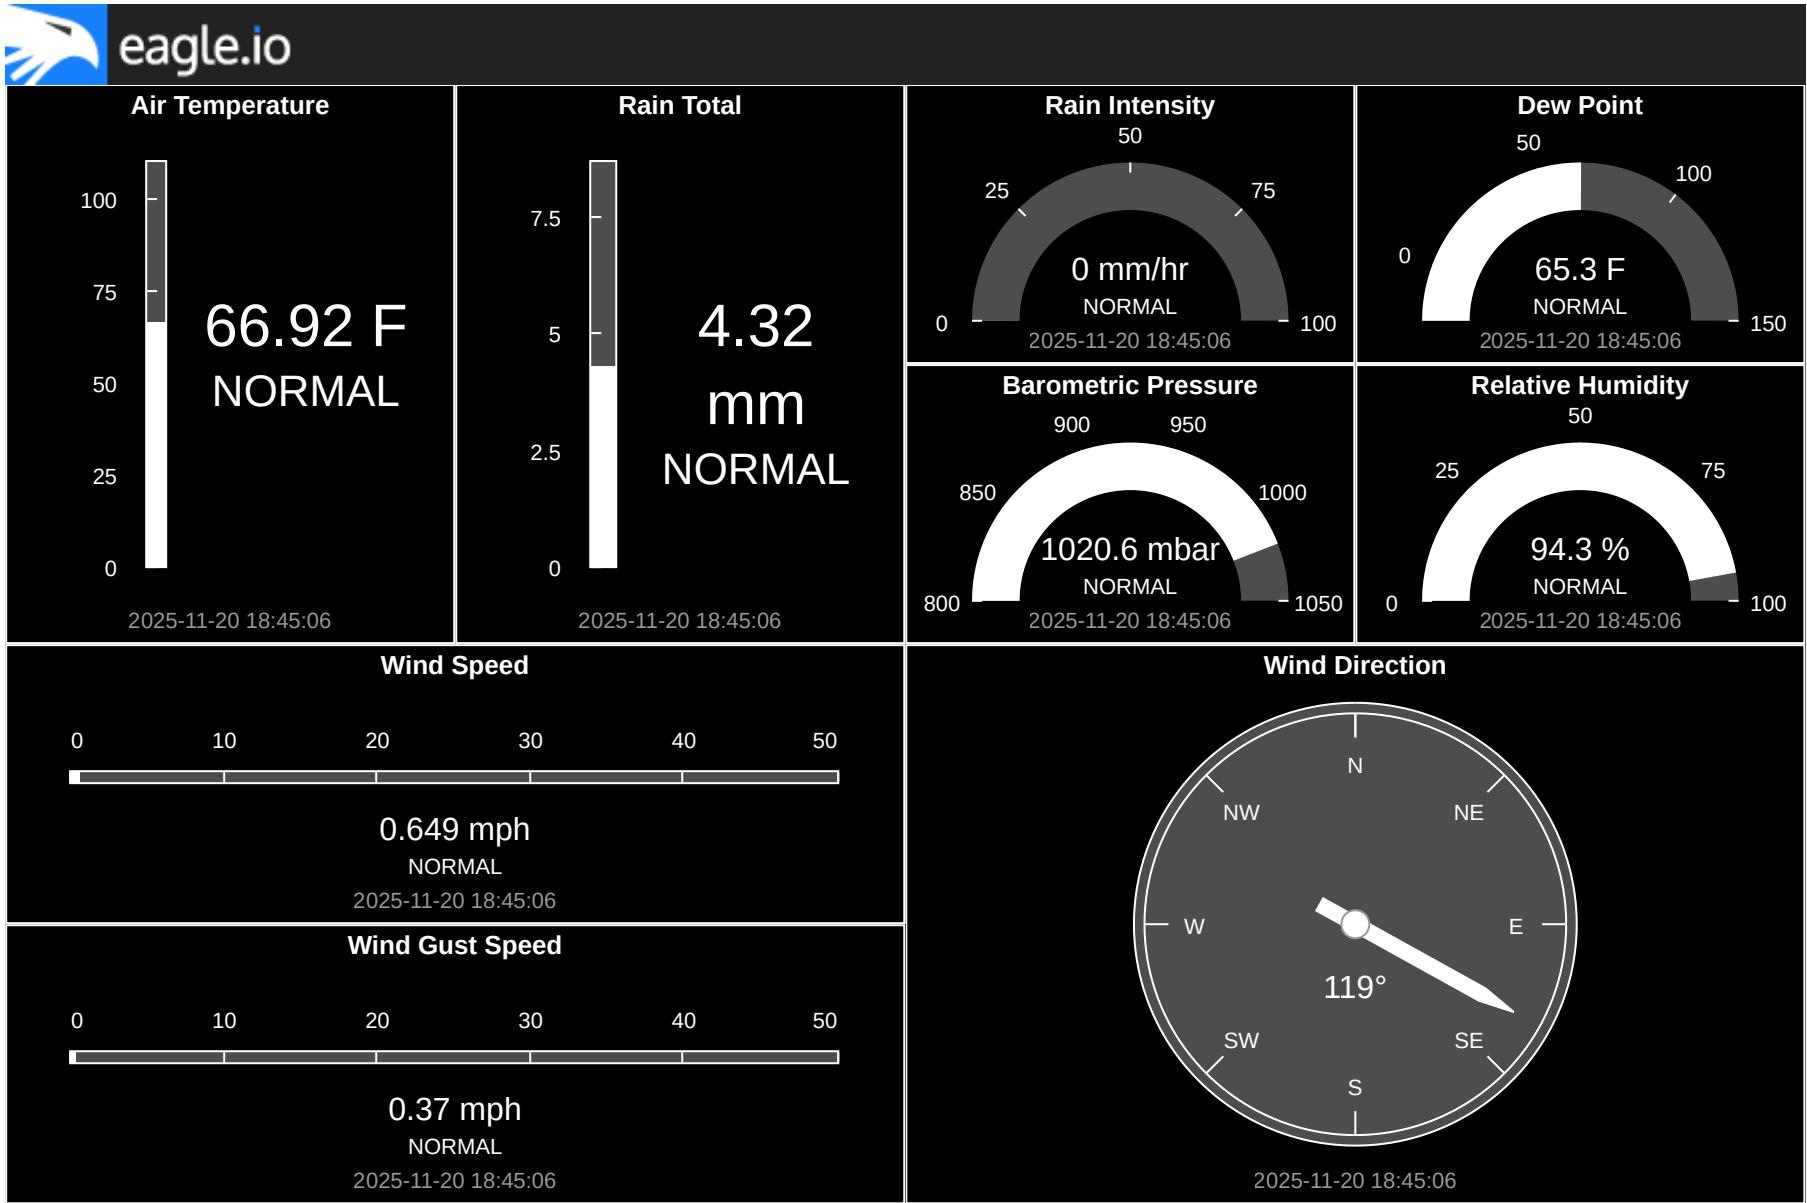 eagle.io
Air Temperature
100
75
50
25
0
66.92 F
NORMAL
2025-11-20 18:45:06
Rain Total
7.5
5
2.5
0
4.32
mm
NORMAL
2025-11-20 18:45:06
Rain Intensity
0
25
50
75
100
0 mm/hr
NORMAL
2025-11-20 18:45:06
Dew Point
0
50
100
150
65.3 F
NORMAL
2025-11-20 18:45:06
Barometric Pressure
800
850
900
950
1000
1050
1020.6 mbar
NORMAL
2025-11-20 18:45:06
Relative Humidity
0
25
50
75
100
94.3 %
NORMAL
2025-11-20 18:45:06
Wind Speed
0 10 20 30 40 50
0.649 mph
NORMAL
2025-11-20 18:45:06
Wind Gust Speed
0 10 20 30 40 50
0.37 mph
NORMAL
2025-11-20 18:45:06
Wind Direction
N
NW NE
W E
119°
SW SE
S
2025-11-20 18:45:06